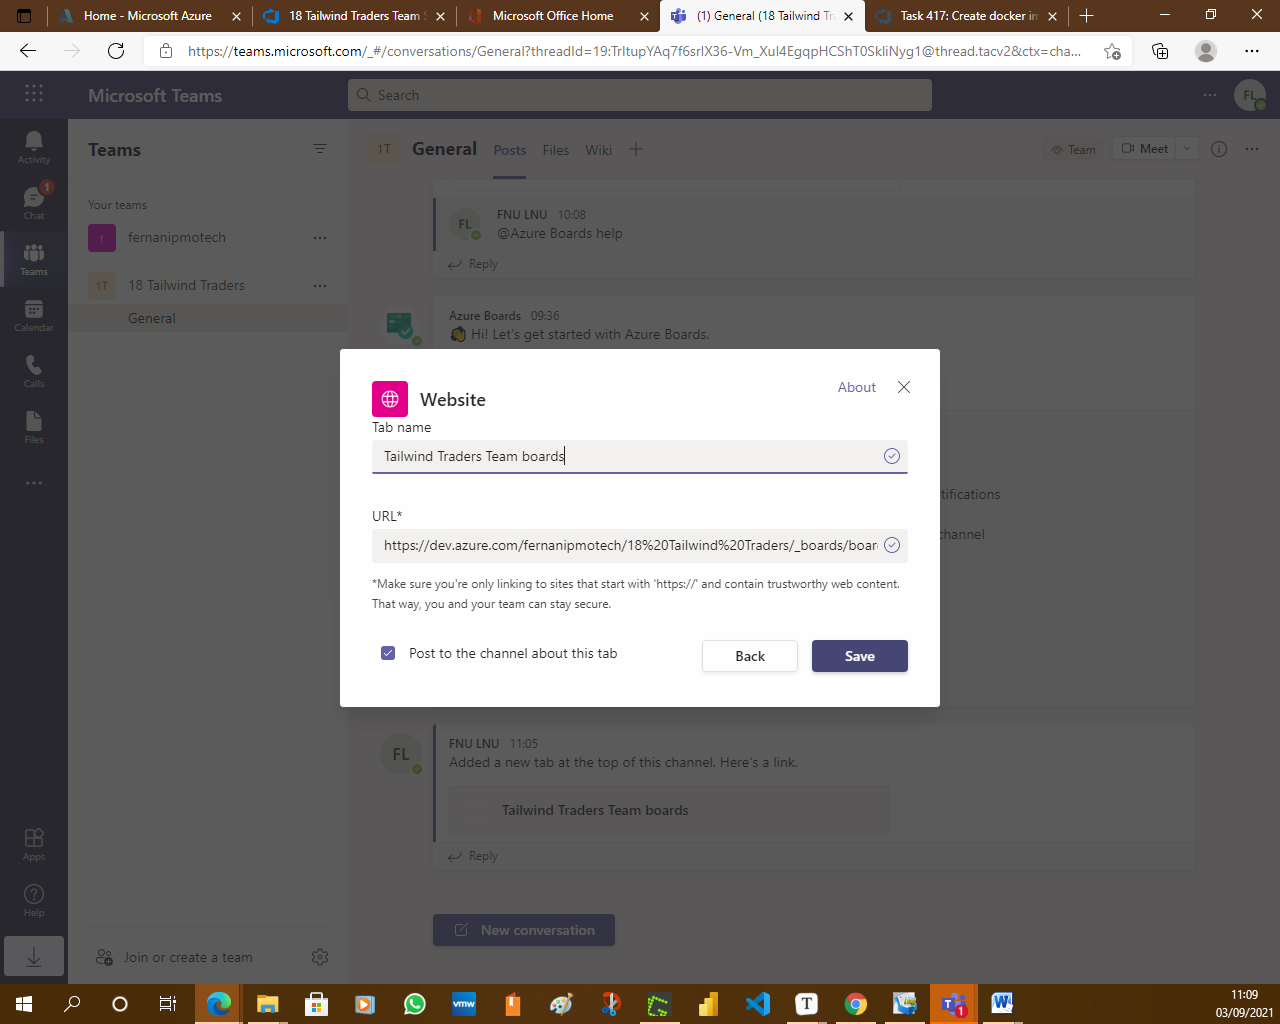 Home - Microsoft Azure
18 Tailwind Traders Team
Microsoft Office Home
(1) General (18 Tailwind Tr
Task 417: Create docker im
https://teams.microsoft.com/_#/conversations/General?threadId=19:TrItupYAq7f6srIX36-Vm_XuI4EgqpHCShT0SkIiNyg1@thread.tacv2&ctx=cha...
Microsoft Teams
Search
FL
Activity
Chat
1
Teams
Calendar
Calls
Files
Apps
Help
Teams
Your teams
f
fernanipmotech
1T
18 Tailwind Traders
General
Join or create a team
1T
General
Posts
Files
Wiki
Team
Meet
FL
FNU LNU 10:08
@Azure Boards help
Reply
Azure Boards 09:36
Hi! Let's get started with Azure Boards.
tifications
channel
Website
About
Tab name
Tailwind Traders Team boards
URL*
https://dev.azure.com/fernanipmotech/18%20Tailwind%20Traders/_boards/boar
*Make sure you're only linking to sites that start with 'https://' and contain trustworthy web content.
That way, you and your team can stay secure.
Post to the channel about this tab
Back
Save
FL
FNU LNU 11:05
Added a new tab at the top of this channel. Here's a link.
Tailwind Traders Team boards
Reply
New conversation
vmw
T
1
W
11:09
03/09/2021